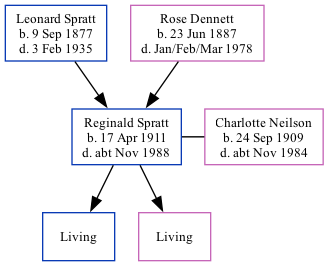 Leonard Spratt
b. 9 Sep 1877
d. 3 Feb 1935
Rose Dennett
b. 23 Jun 1887
d. Jan/Feb/Mar 1978
Reginald Spratt
b. 17 Apr 1911
d. abt Nov 1988
Charlotte Neilson
b. 24 Sep 1909
d. abt Nov 1984
Living
Living